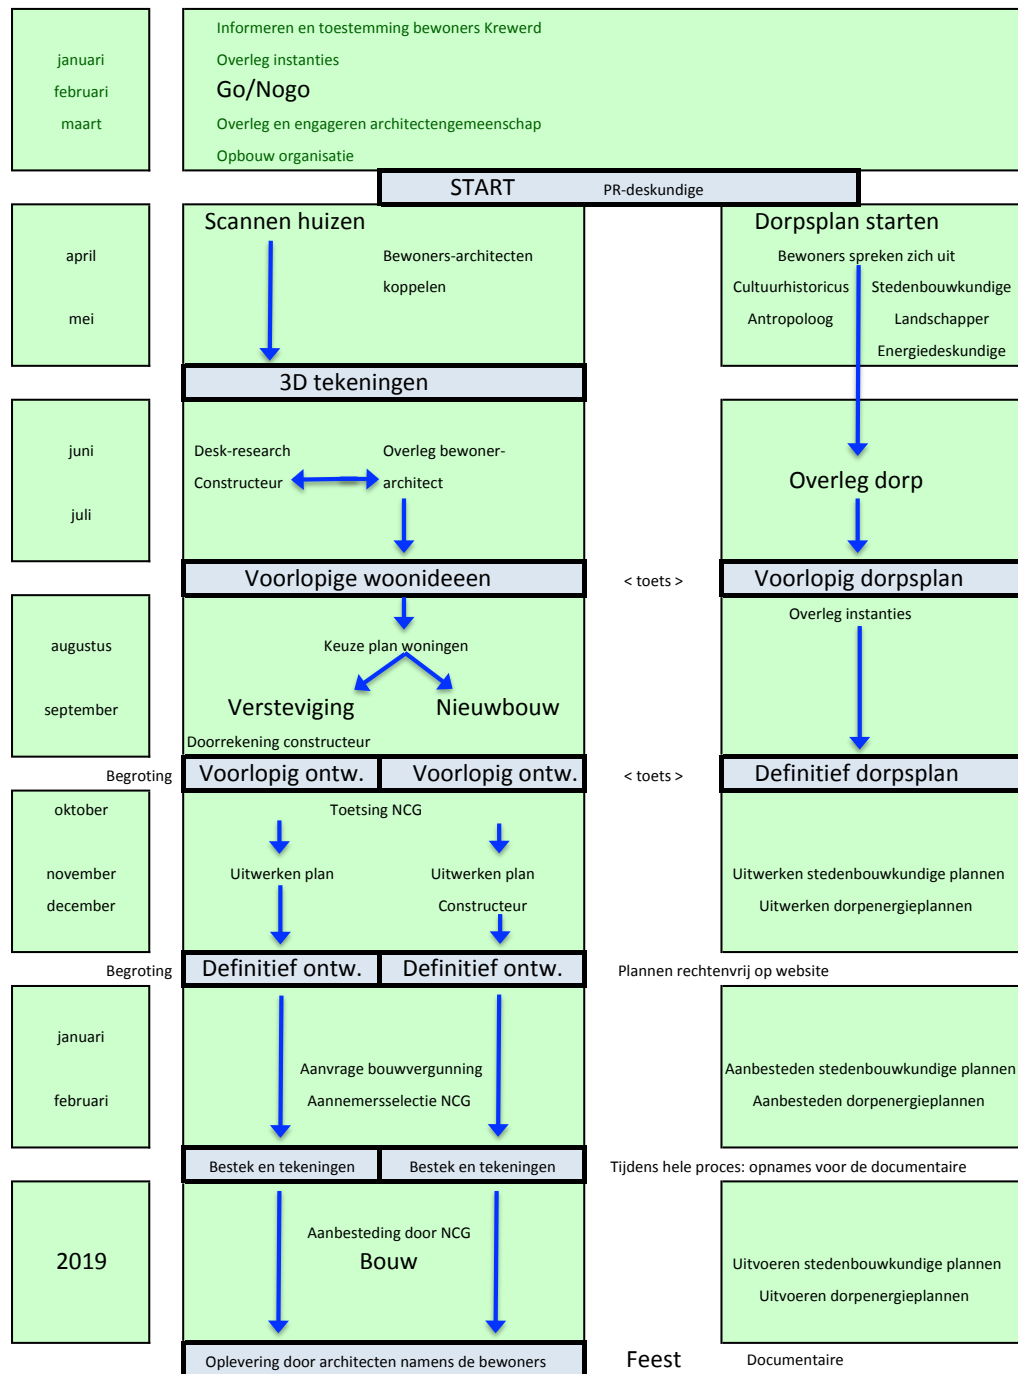 Informeren en toestemming bewoners Krewerd
januari
Overleg instanties
februari
Go/Nogo
maart
Overleg en engageren architectengemeenschap
Opbouw organisatie
START
PR-deskundige
Scannen huizen
Dorpsplan starten
april
Bewoners-architecten
koppelen
Bewoners spreken zich uit
Cultuurhistoricus
Stedenbouwkundige
mei
Antropoloog
Landschapper
Energiedeskundige
3D tekeningen
juni
Desk-research
Constructeur
Overleg bewoner-
architect
Overleg dorp
juli
Voorlopige woonideeen
< toets >
Voorlopig dorpsplan
Overleg instanties
augustus
Keuze plan woningen
september
Versteviging
Nieuwbouw
Doorrekening constructeur
Begroting
Voorlopig ontw.
Voorlopig ontw.
< toets >
Definitief dorpsplan
oktober
Toetsing NCG
november
Uitwerken plan
Uitwerken plan
Uitwerken stedenbouwkundige plannen
december
Constructeur
Uitwerken dorpenergieplannen
Begroting
Definitief ontw.
Definitief ontw.
Plannen rechtenvrij op website
januari
Aanvrage bouwvergunning
Aanbesteden stedenbouwkundige plannen
februari
Aannemersselectie NCG
Aanbesteden dorpenergieplannen
Bestek en tekeningen
Bestek en tekeningen
Tijdens hele proces: opnames voor de documentaire
Aanbesteding door NCG
2019
Bouw
Uitvoeren stedenbouwkundige plannen
Uitvoeren dorpenergieplannen
Oplevering door architecten namens de bewoners
Feest
Documentaire